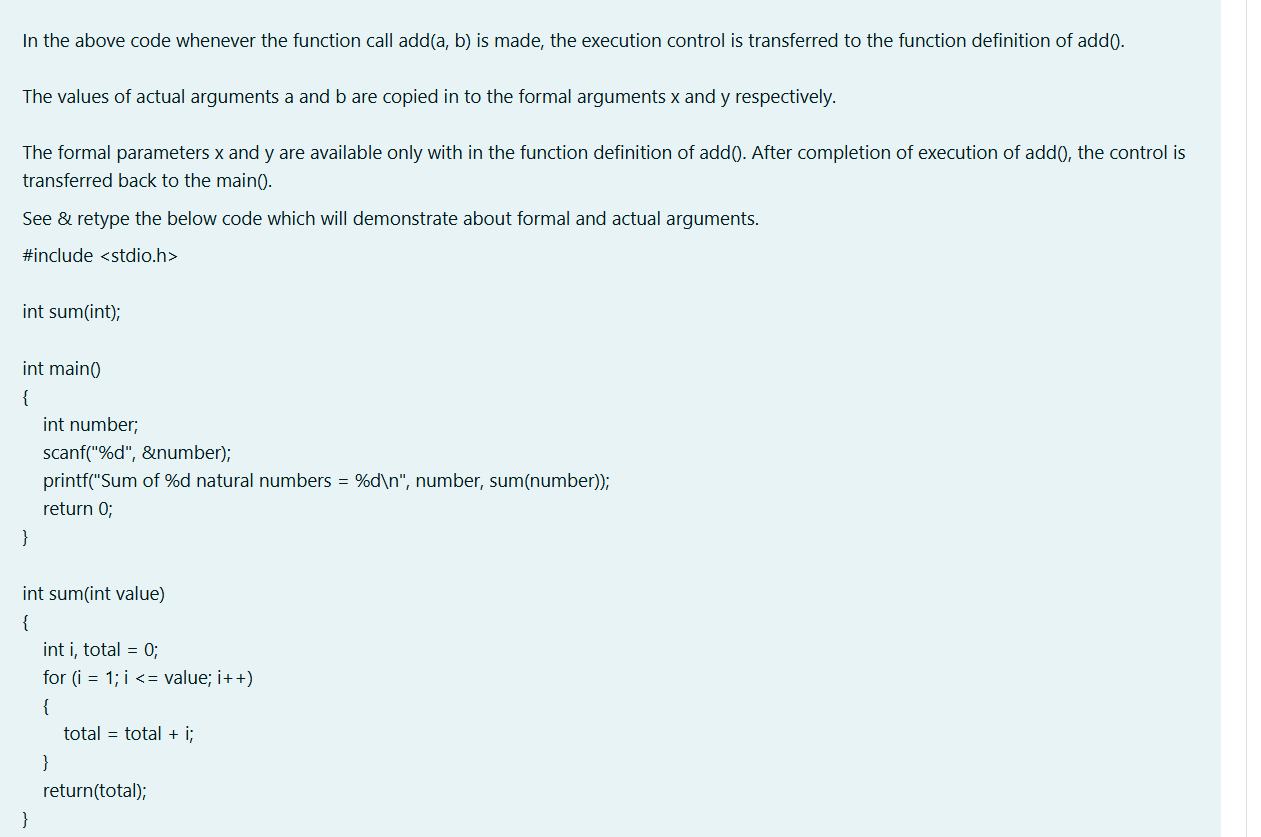 In the above code whenever the function call add(a, b) is made, the execution control is transferred to the function definition of add().
The values of actual arguments a and b are copied in to the formal arguments x and y respectively.
The formal parameters x and y are available only with in the function definition of add(). After completion of execution of add(), the control is
transferred back to the main().
See & retype the below code which will demonstrate about formal and actual arguments.
#include <stdio.h>
int sum(int);
int main()
{
int number;
scanf("%d", &number);
printf("Sum of %d natural numbers = %d\n", number, sum(number));
return 0;
}
int sum(int value)
{
int i, total = 0;
for (i = 1; i <= value; i++)
{
total = total + i;
}
return(total);
}